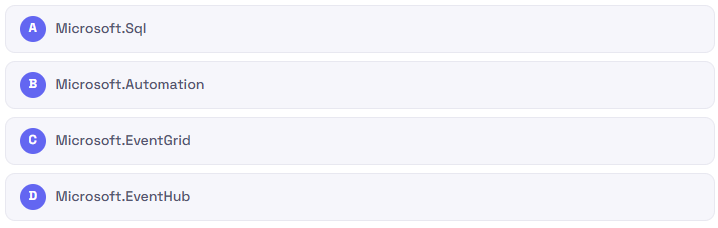 A Microsoft.Sql
B Microsoft.Automation
C Microsoft.EventGrid
D Microsoft.EventHub